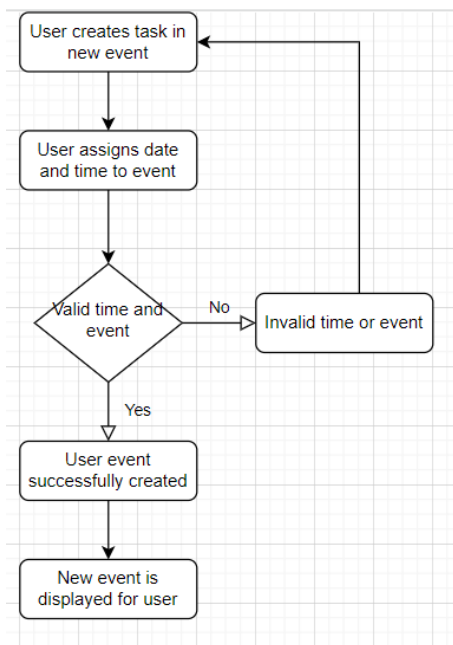 User creates task in
new event
User assigns date
and time to event
Valid time and
event
No
Invalid time or event
Yes
User event
successfully created
New event is
displayed for user